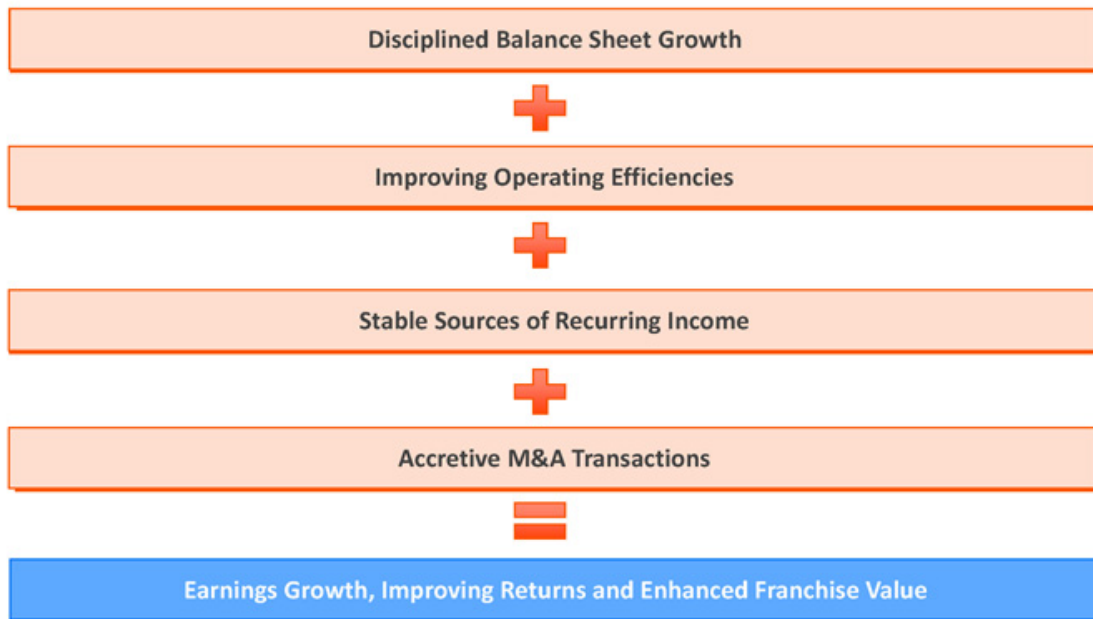 Disciplined Balance Sheet Growth
Improving Operating Efficiencies
Stable Sources of Recurring Income
Accretive M&A Transactions
Earnings Growth, Improving Returns and Enhanced Franchise Value